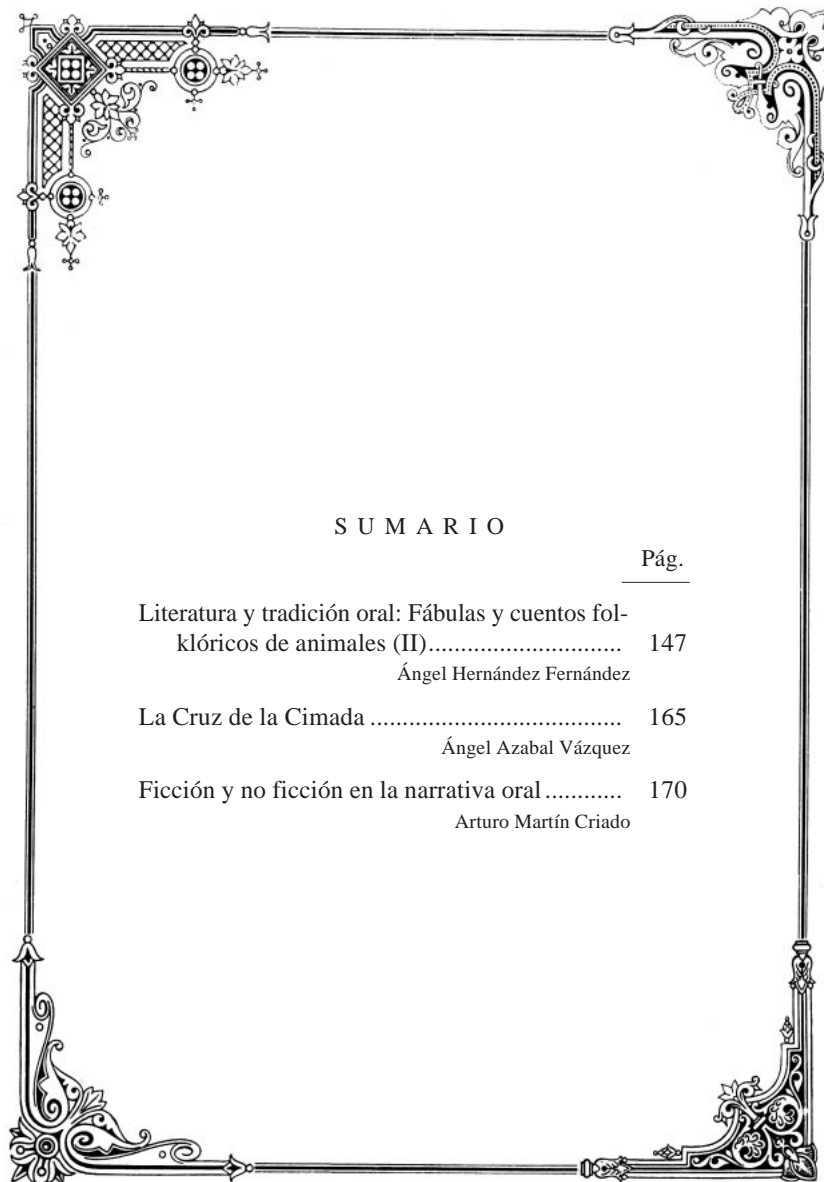 S U M A R I O
Pág.
Literatura y tradición oral: Fábulas y cuentos fol-
klóricos de animales (II).............................. 147
Ángel Hernández Fernández
La Cruz de la Cimada ...................................... 165
Ángel Azabal Vázquez
Ficción y no ficción en la narrativa oral ............ 170
Arturo Martín Criado